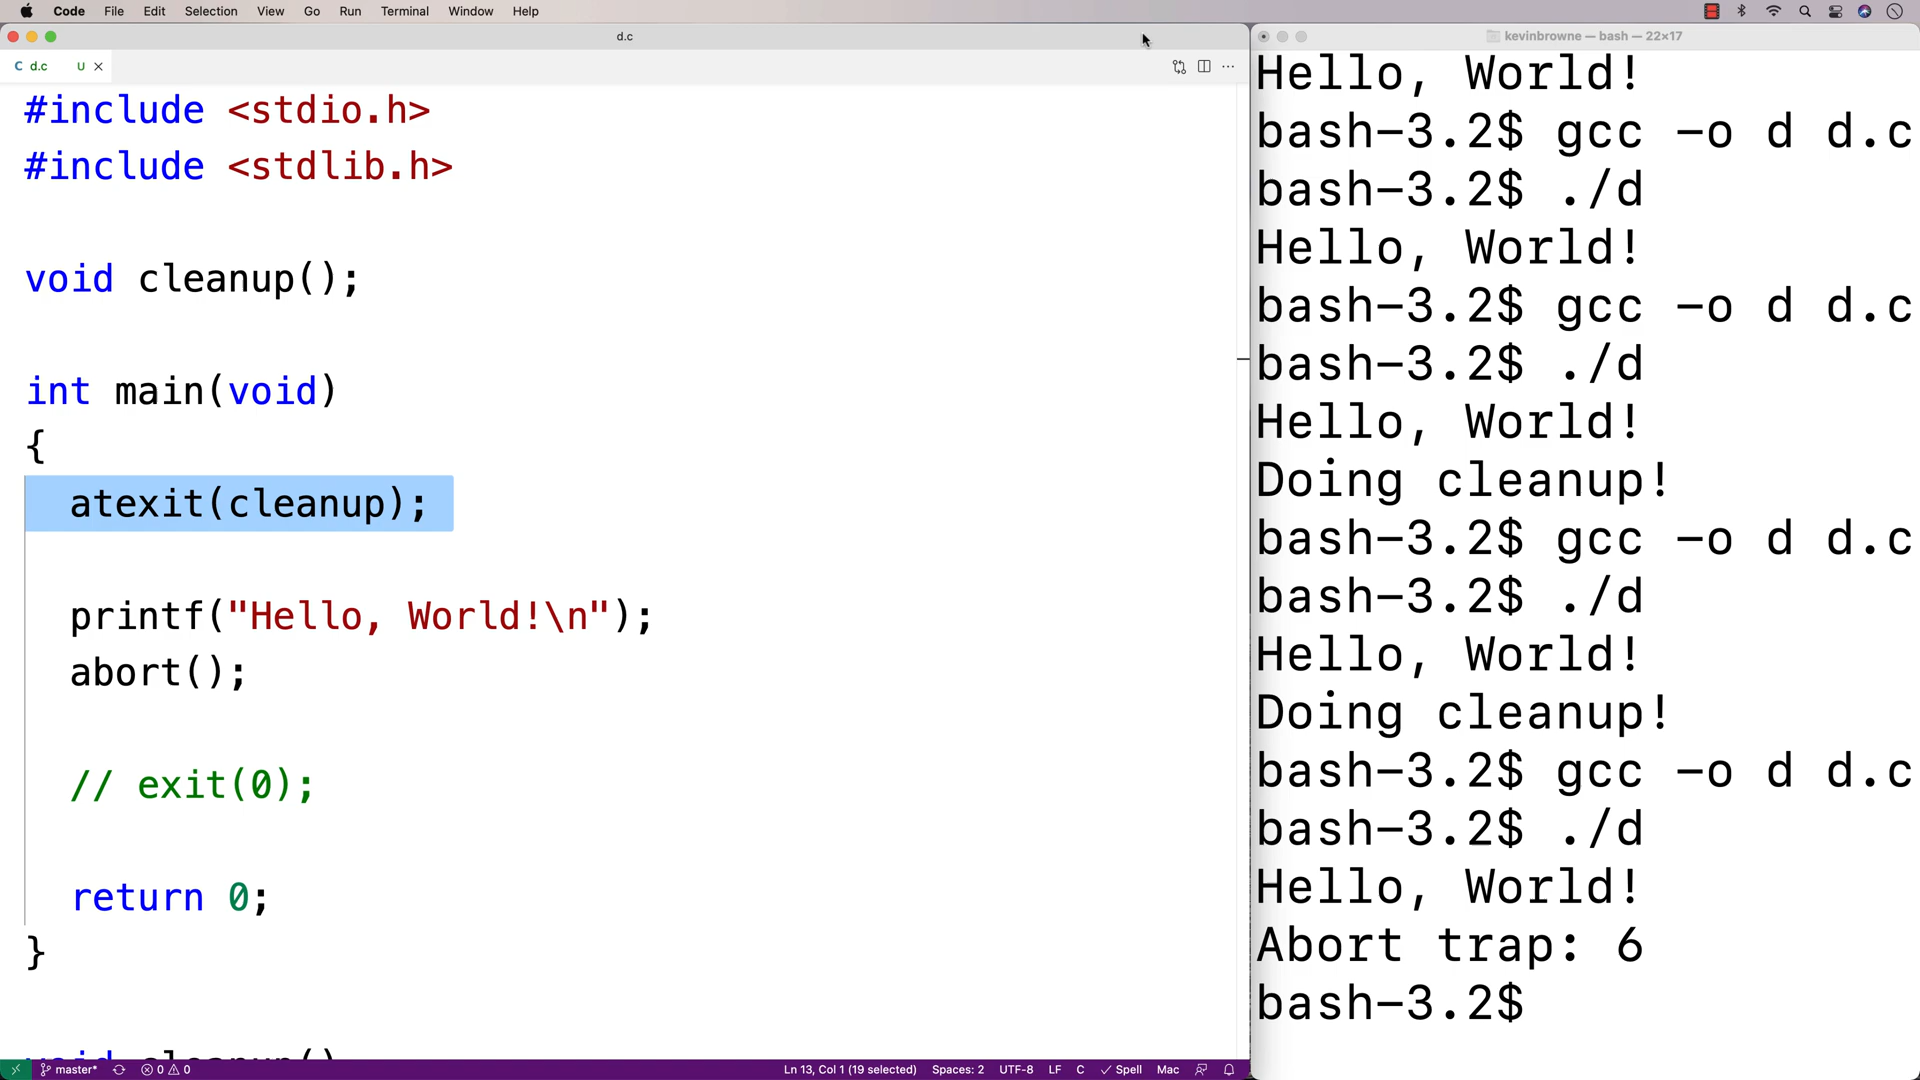 Code File Edit Selection View Go Run Terminal Window Help
d.c
C d.c U
#include <stdio.h>
#include <stdlib.h>
void cleanup();
int main(void)
{
atexit(cleanup);
printf("Hello, World!\n");
abort();
// exit(0);
return 0;
}
void cleanup()
master* 0 0 Ln 13, Col 1 (19 selected) Spaces: 2 UTF-8 LF C Spell Mac
kevinbrowne — bash — 22×17
Hello, World!
bash-3.2$ gcc -o d d.c
bash-3.2$ ./d
Hello, World!
bash-3.2$ gcc -o d d.c
bash-3.2$ ./d
Hello, World!
Doing cleanup!
bash-3.2$ gcc -o d d.c
bash-3.2$ ./d
Hello, World!
Doing cleanup!
bash-3.2$ gcc -o d d.c
bash-3.2$ ./d
Hello, World!
Abort trap: 6
bash-3.2$